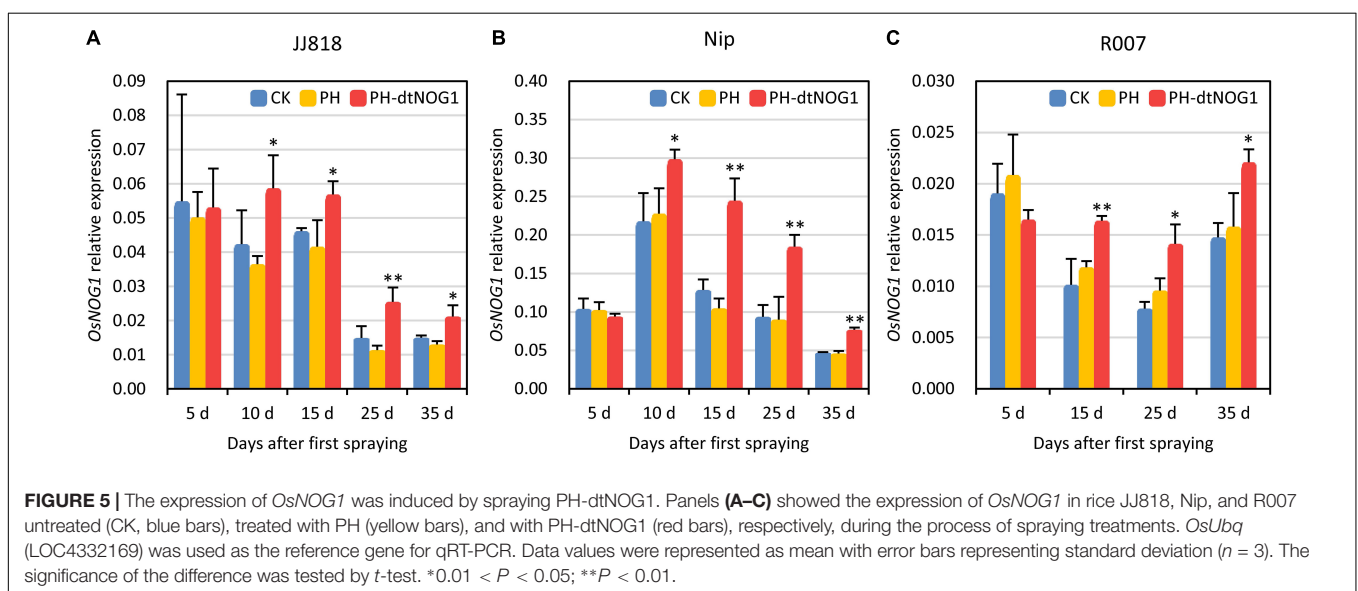 A
JJ818
0.09
0.08
0.07
0.06
0.05
0.04
0.03
0.02
0.01
0.00
OsNOG1 relative expression
CK PH PH-dtNOG1
*
*
**
*
5 d 10 d 15 d 25 d 35 d
Days after first spraying
B
Nip
0.40
0.35
0.30
0.25
0.20
0.15
0.10
0.05
0.00
OsNOG1 relative expression
CK PH PH-dtNOG1
*
**
**
**
5 d 10 d 15 d 25 d 35 d
Days after first spraying
C
R007
0.030
0.025
0.020
0.015
0.010
0.005
0.000
OsNOG1 relative expression
CK PH PH-dtNOG1
**
*
*
5 d 15 d 25 d 35 d
Days after first spraying
FIGURE 5 | The expression of OsNOG1 was induced by spraying PH-dtNOG1. Panels (A–C) showed the expression of OsNOG1 in rice JJ818, Nip, and R007
untreated (CK, blue bars), treated with PH (yellow bars), and with PH-dtNOG1 (red bars), respectively, during the process of spraying treatments. OsUbq
(LOC4332169) was used as the reference gene for qRT-PCR. Data values were represented as mean with error bars representing standard deviation (n = 3). The
significance of the difference was tested by t-test. *0.01 < P < 0.05; **P < 0.01.